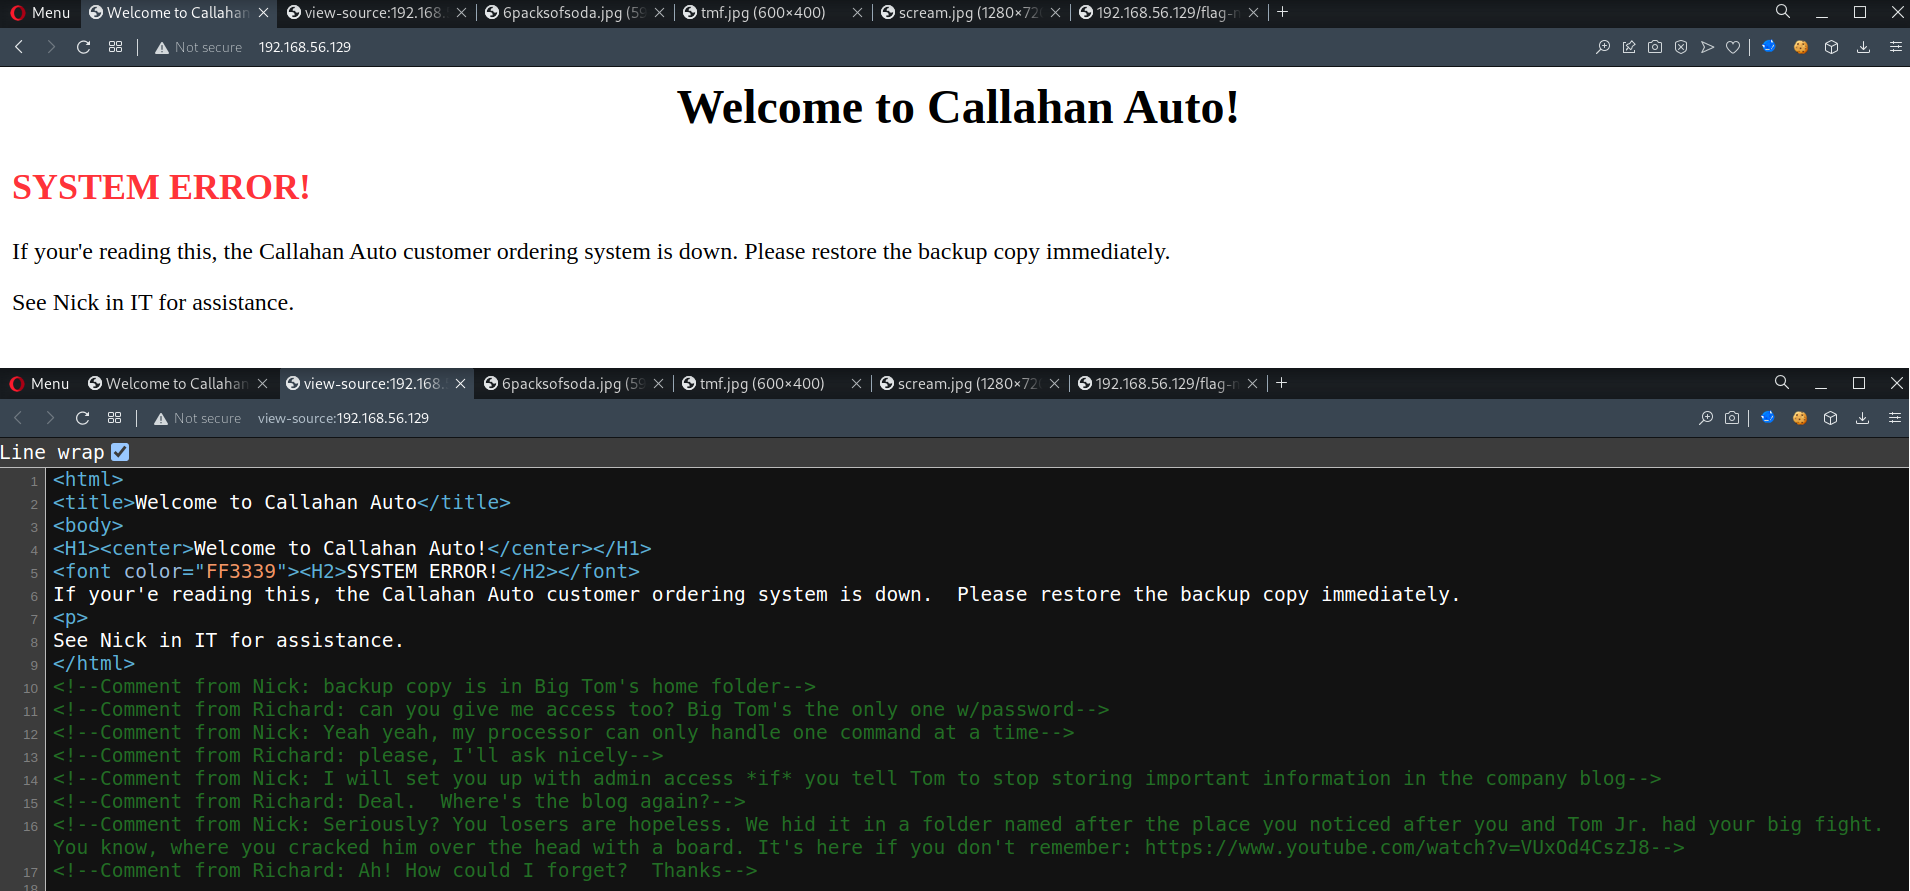 Menu Welcome to Callahan view-source:192.168. 6packsofsoda.jpg (59 tmf.jpg (600×400) scream.jpg (1280×72 192.168.56.129/flag-n
Not secure 192.168.56.129
Welcome to Callahan Auto!
SYSTEM ERROR!
If your'e reading this, the Callahan Auto customer ordering system is down. Please restore the backup copy immediately.
See Nick in IT for assistance.
Menu Welcome to Callahan view-source:192.168. 6packsofsoda.jpg (59 tmf.jpg (600×400) scream.jpg (1280×72 192.168.56.129/flag-n
Not secure view-source:192.168.56.129
Line wrap
1 <html>
2 <title>Welcome to Callahan Auto</title>
3 <body>
4 <H1><center>Welcome to Callahan Auto!</center></H1>
5 <font color="FF3339"><H2>SYSTEM ERROR!</H2></font>
6 If your'e reading this, the Callahan Auto customer ordering system is down.  Please restore the backup copy immediately.
7 <p>
8 See Nick in IT for assistance.
9 </html>
10 <!--Comment from Nick: backup copy is in Big Tom's home folder-->
11 <!--Comment from Richard: can you give me access too? Big Tom's the only one w/password-->
12 <!--Comment from Nick: Yeah yeah, my processor can only handle one command at a time-->
13 <!--Comment from Richard: please, I'll ask nicely-->
14 <!--Comment from Nick: I will set you up with admin access *if* you tell Tom to stop storing important information in the company blog-->
15 <!--Comment from Richard: Deal.  Where's the blog again?-->
16 <!--Comment from Nick: Seriously? You losers are hopeless. We hid it in a folder named after the place you noticed after you and Tom Jr. had your big fight.
You know, where you cracked him over the head with a board. It's here if you don't remember: https://www.youtube.com/watch?v=VUxOd4CszJ8-->
17 <!--Comment from Richard: Ah! How could I forget?  Thanks-->
18